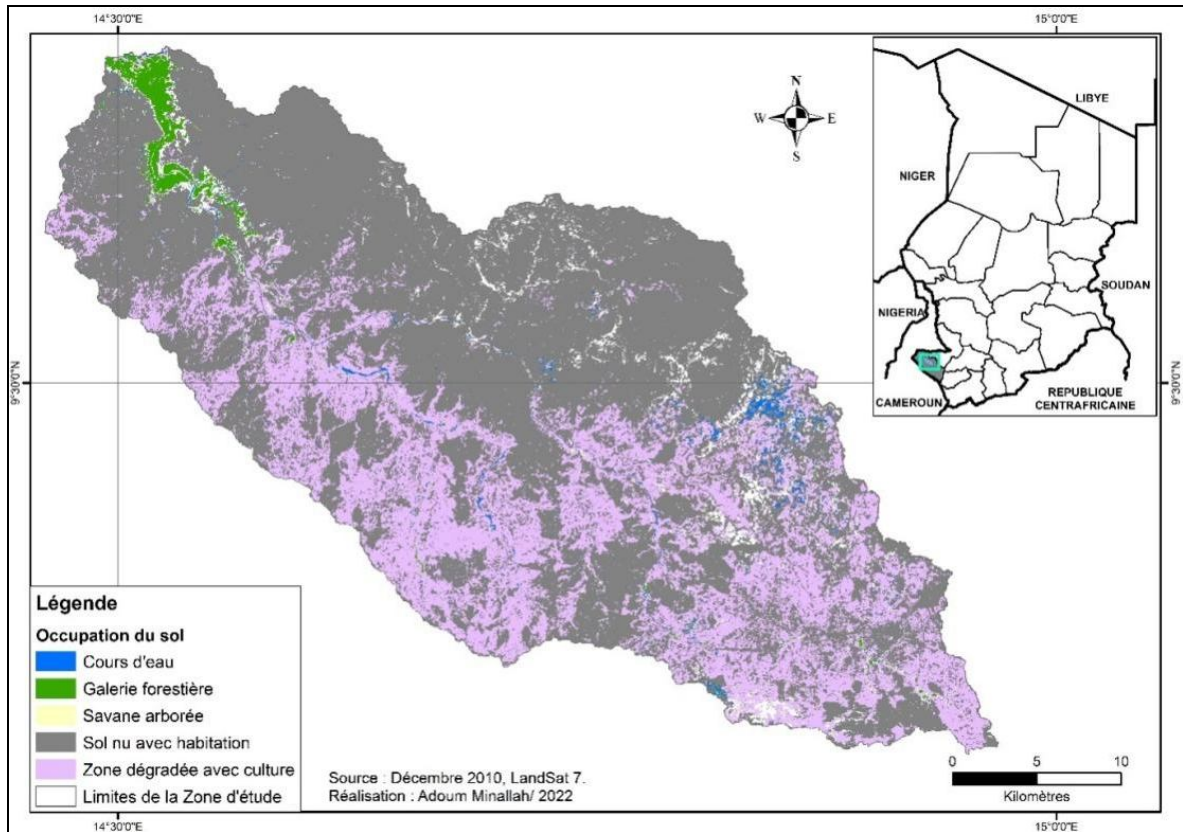 14°30'0"E
15°0'0"E
N
W
E
S
LIBYE
NIGER
SOUDAN
NIGERIA
CAMEROUN
REPUBLIQUE
CENTRAFRICAINE
9°30'0"N
9°30'0"N
Légende
Occupation du sol
Cours d'eau
Galerie forestière
Savane arborée
Sol nu avec habitation
Zone dégradée avec culture
Limites de la Zone d'étude
Source : Décembre 2010, LandSat 7.
Réalisation : Adoum Minallah/ 2022
0 5 10
Kilomètres
14°30'0"E
15°0'0"E